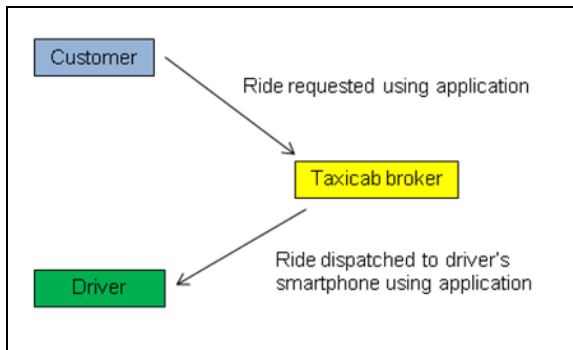 Customer
Ride requested using application
Taxicab broker
Ride dispatched to driver's
smartphone using application
Driver